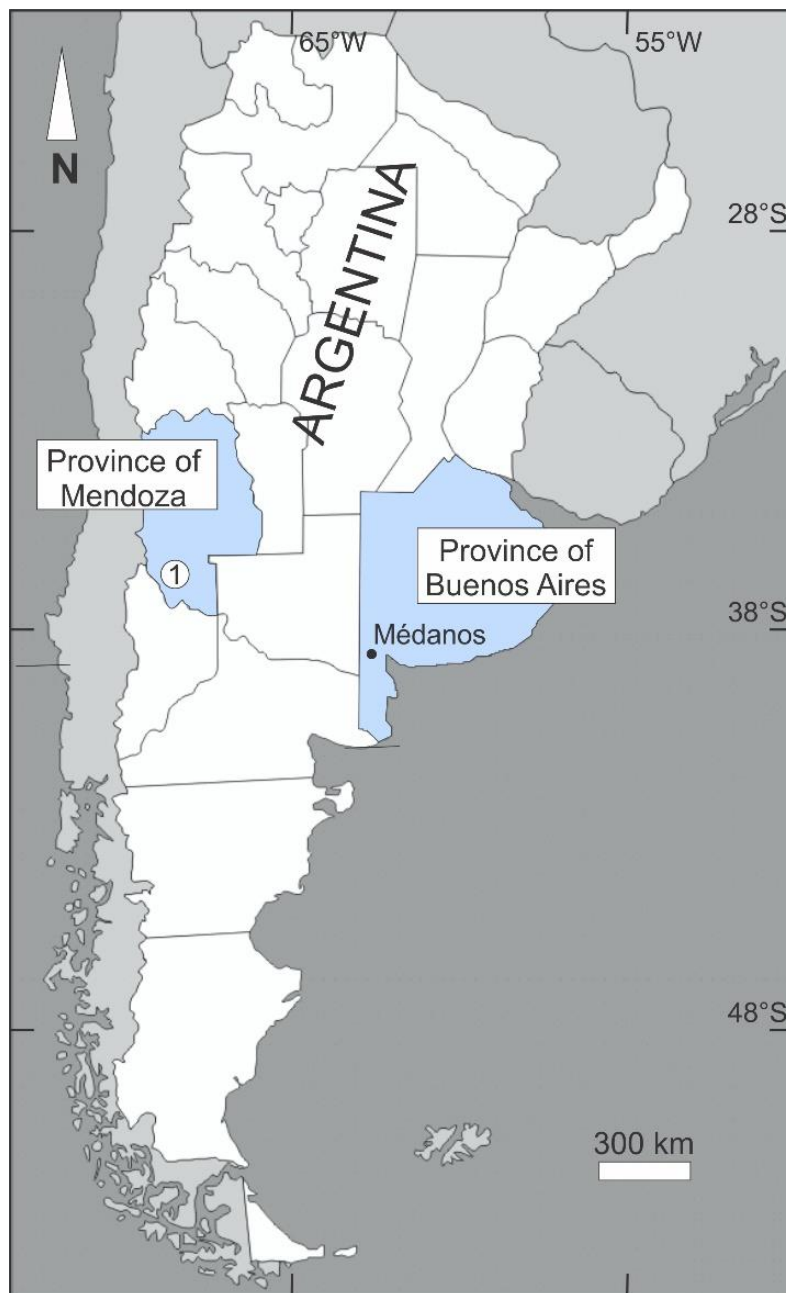 65°W
55°W
N
ARGENTINA
28°S
Province of
Mendoza
1
Province of
Buenos Aires
38°S
Médanos
48°S
300 km